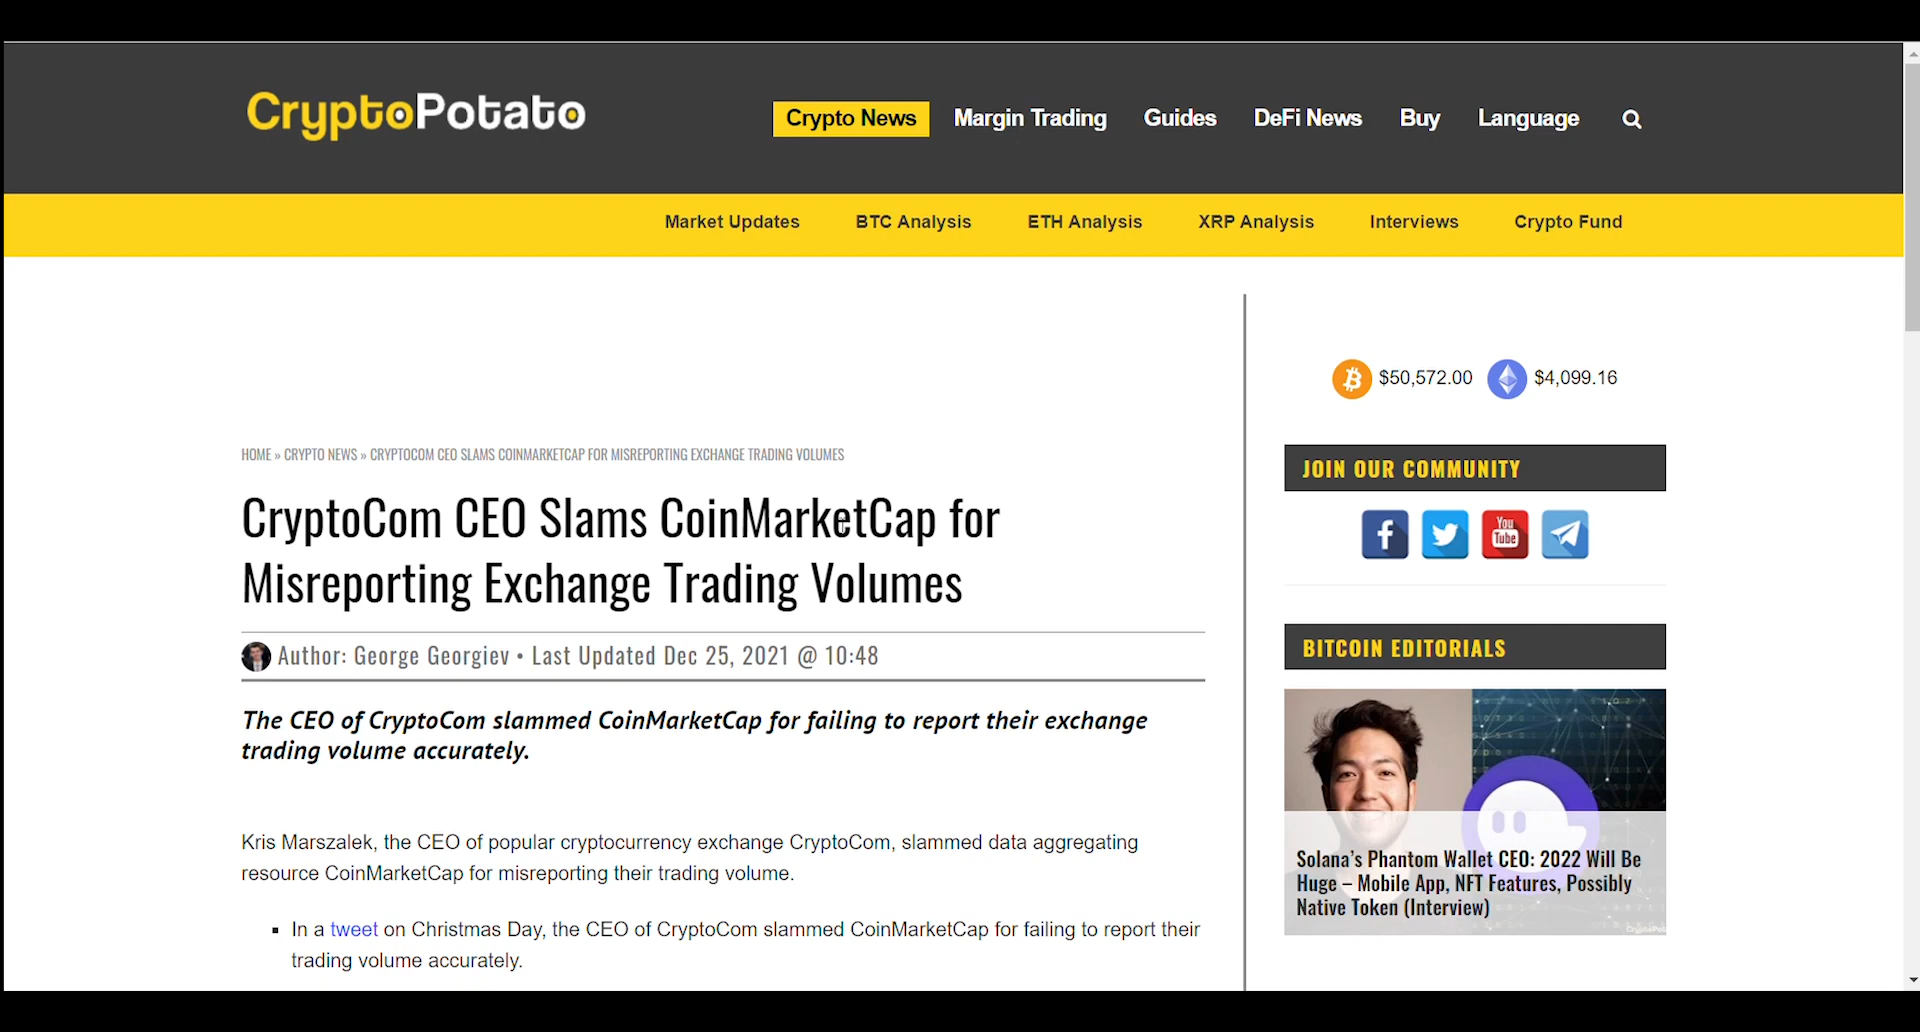 CryptoPotato
Crypto News Margin Trading Guides DeFi News Buy Language
Market Updates BTC Analysis ETH Analysis XRP Analysis Interviews Crypto Fund
HOME » CRYPTO NEWS » CRYPTOCOM CEO SLAMS COINMARKETCAP FOR MISREPORTING EXCHANGE TRADING VOLUMES
CryptoCom CEO Slams CoinMarketCap for
Misreporting Exchange Trading Volumes
Author: George Georgiev • Last Updated Dec 25, 2021 @ 10:48
The CEO of CryptoCom slammed CoinMarketCap for failing to report their exchange
trading volume accurately.
Kris Marszalek, the CEO of popular cryptocurrency exchange CryptoCom, slammed data aggregating
resource CoinMarketCap for misreporting their trading volume.
▪ In a tweet on Christmas Day, the CEO of CryptoCom slammed CoinMarketCap for failing to report their
trading volume accurately.
$50,572.00 $4,099.16
JOIN OUR COMMUNITY
You
Tube
BITCOIN EDITORIALS
Solana's Phantom Wallet CEO: 2022 Will Be
Huge – Mobile App, NFT Features, Possibly
Native Token (Interview)